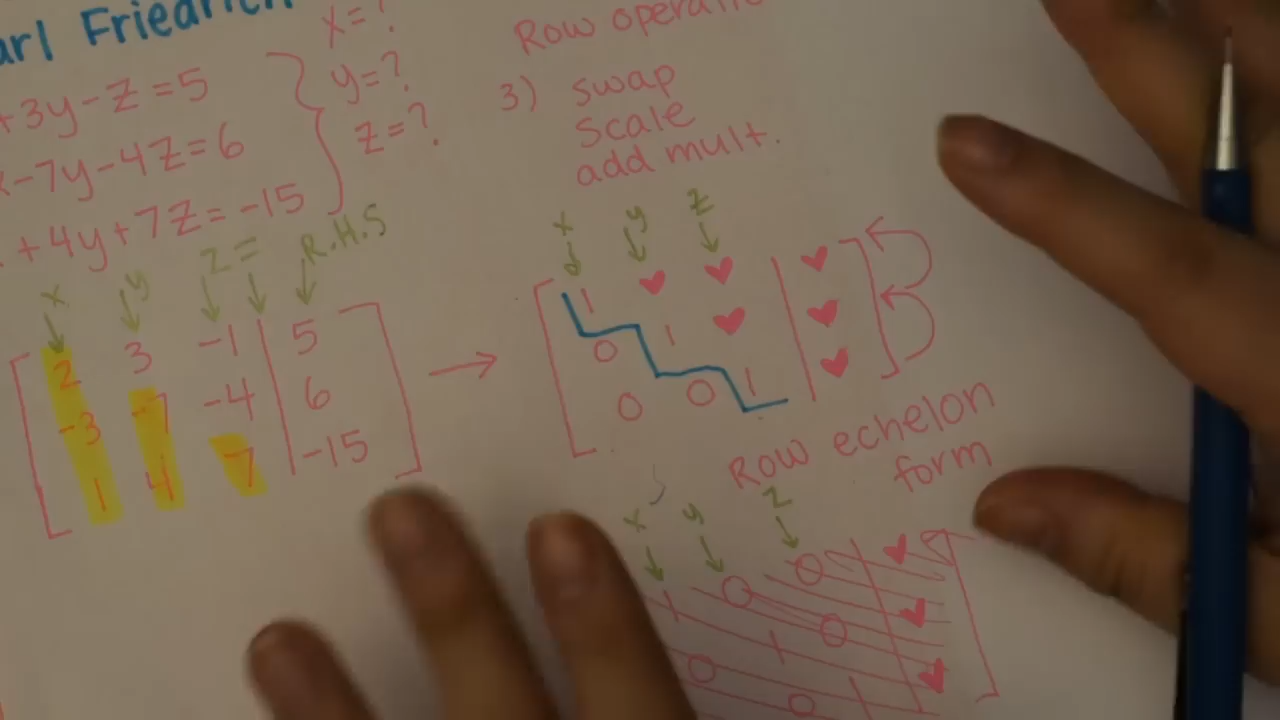 arl Friedrich
+3y-z=5
x-7y-4z=6
+4y+7z=-15
x=?
y=?
z=?
Row operatio
3) swap
scale
add mult.
x y z = R.H.S
2 3 -1 5
-3 -7 -4 6
1 4 7 -15
x y z
1 ♥ ♥ ♥
0 1 ♥ ♥
0 0 1 ♥
Row echelon
form
x y z
1 0 0 ♥
0 1 0 ♥
0 1 ♥